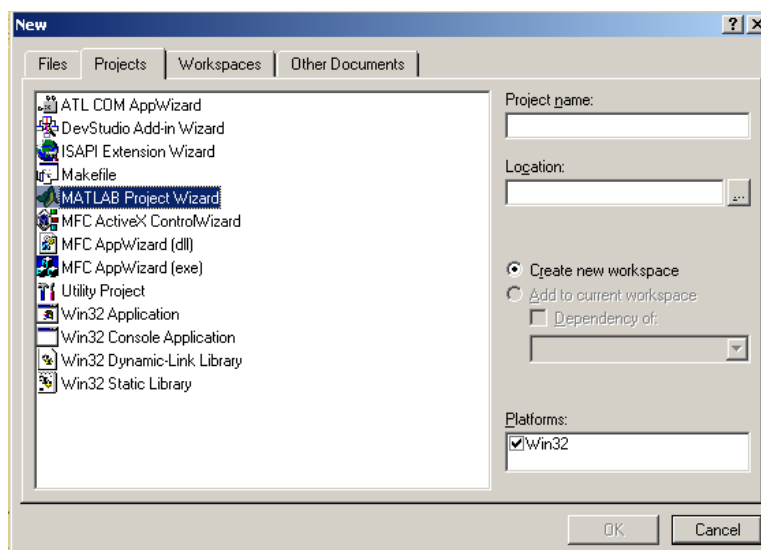 New
Files Projects Workspaces Other Documents
ATL COM AppWizard
DevStudio Add-in Wizard
ISAPI Extension Wizard
Makefile
MATLAB Project Wizard
MFC ActiveX ControlWizard
MFC AppWizard (dll)
MFC AppWizard (exe)
Utility Project
Win32 Application
Win32 Console Application
Win32 Dynamic-Link Library
Win32 Static Library
Project name:
Location:
...
Create new workspace
Add to current workspace
Dependency of:
Platforms:
Win32
OK Cancel